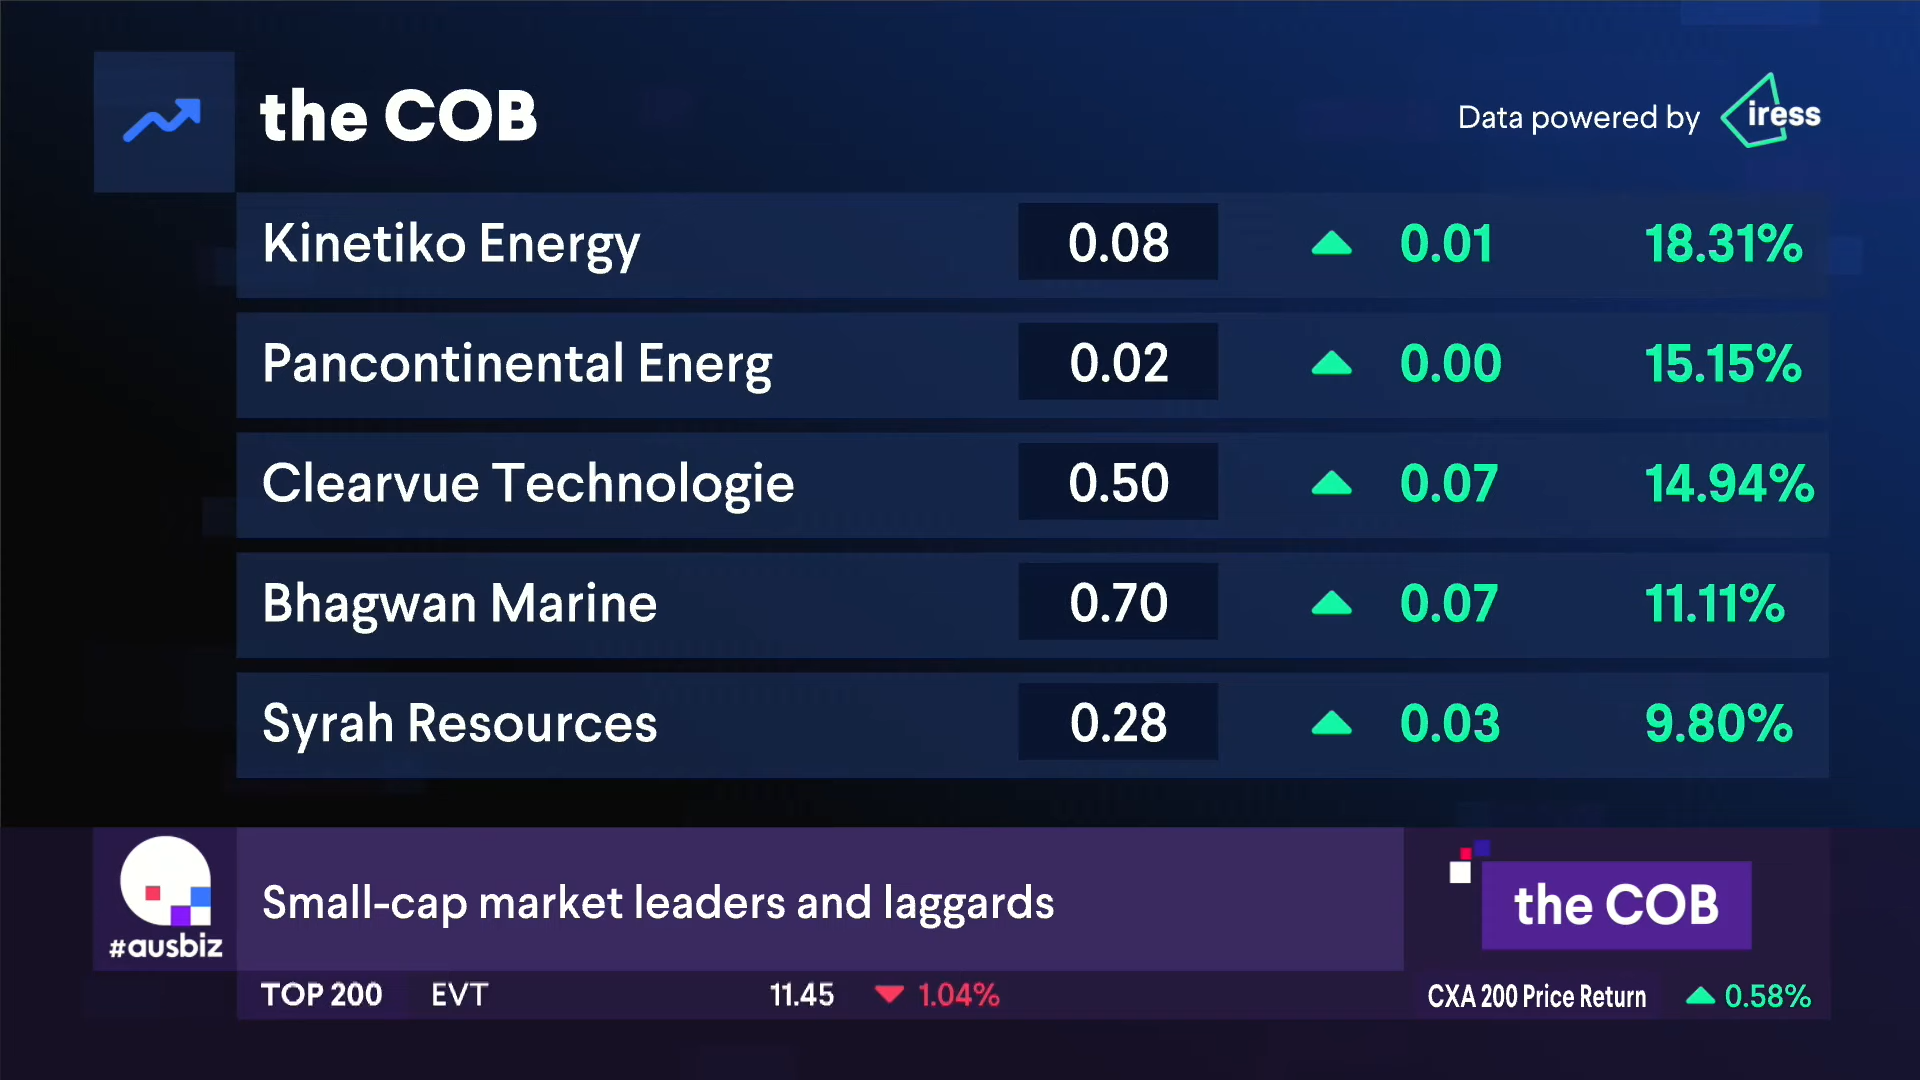 the COB
Data powered by iress
Kinetiko Energy 0.08 0.01 18.31%
Pancontinental Energ 0.02 0.00 15.15%
Clearvue Technologie 0.50 0.07 14.94%
Bhagwan Marine 0.70 0.07 11.11%
Syrah Resources 0.28 0.03 9.80%
#ausbiz
Small-cap market leaders and laggards
the COB
TOP 200 EVT 11.45 1.04%
CXA 200 Price Return 0.58%